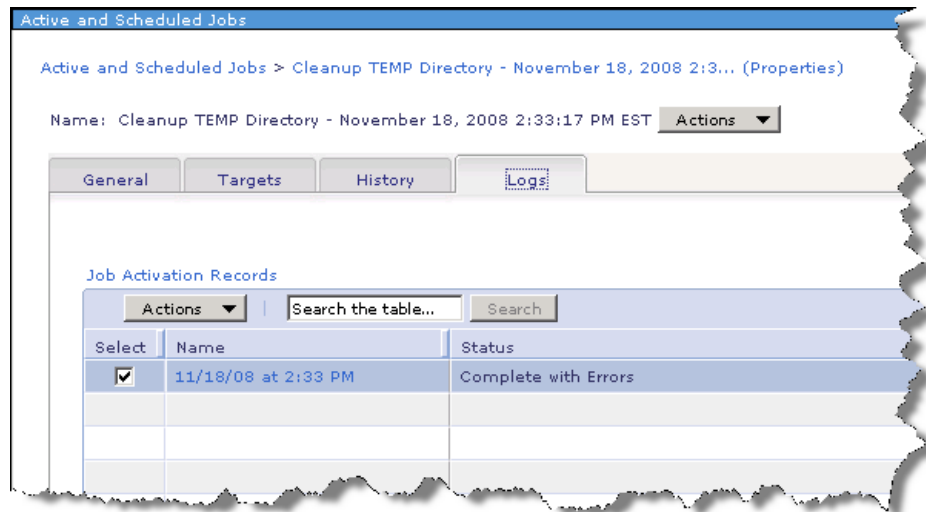 Active and Scheduled Jobs
Active and Scheduled Jobs > Cleanup TEMP Directory - November 18, 2008 2:3... (Properties)
Name: Cleanup TEMP Directory - November 18, 2008 2:33:17 PM EST Actions
General Targets History Logs
Job Activation Records
Actions Search the table... Search
Select Name Status
11/18/08 at 2:33 PM Complete with Errors